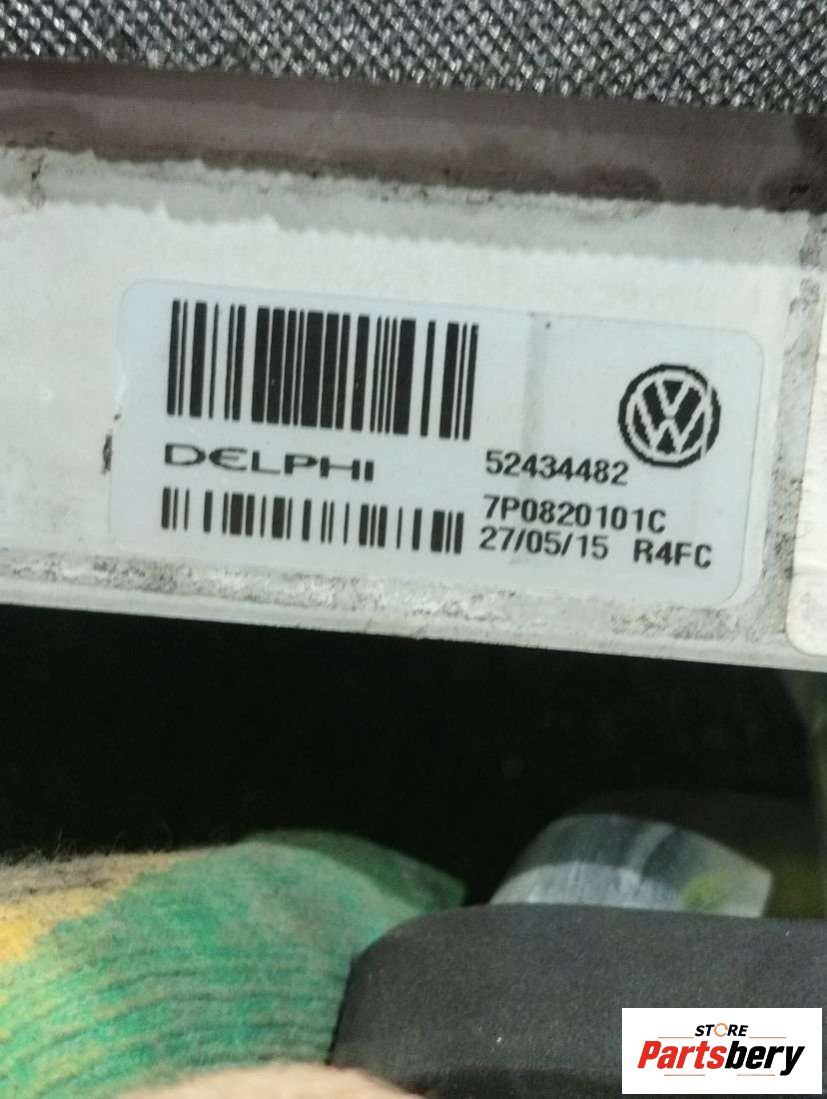 DELPHI
52434482
7P0820101C
27/05/15 R4FC
STORE
Partsbery